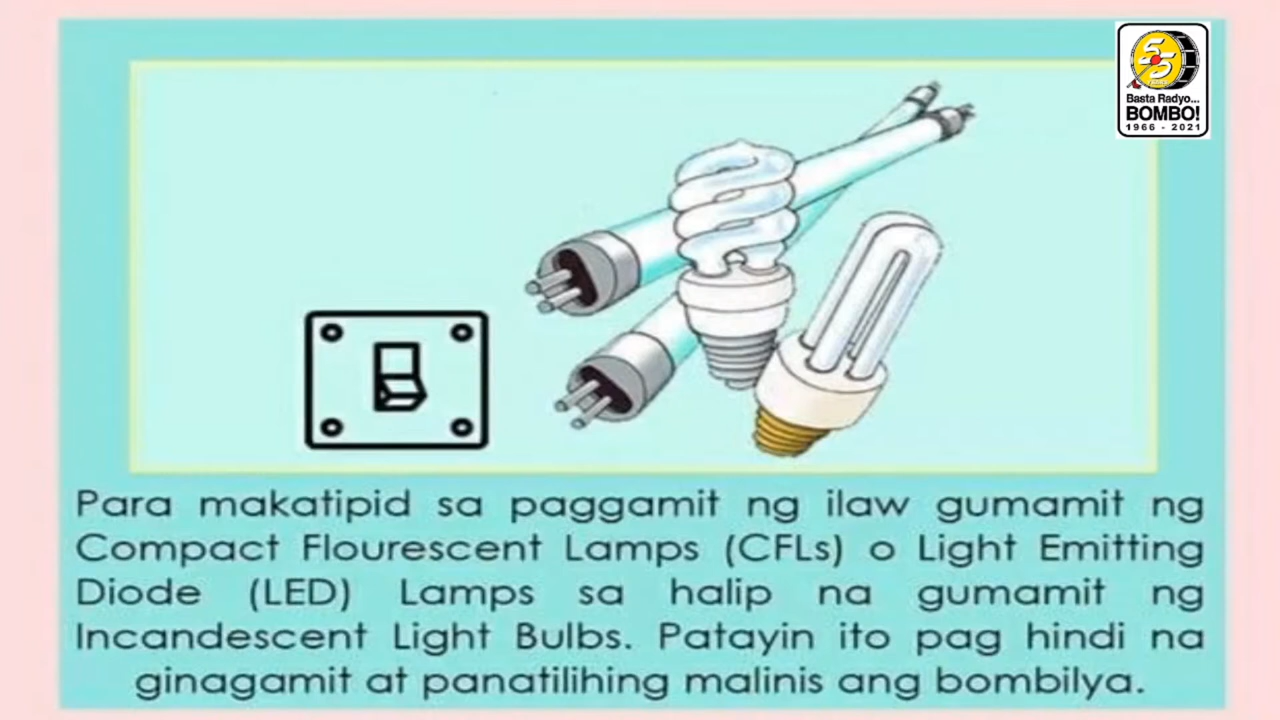 55
Basta Radyo...
BOMBO!
1966 - 2021
Para makatipid sa paggamit ng ilaw gumamit ng
Compact Flourescent Lamps (CFLs) o Light Emitting
Diode (LED) Lamps sa halip na gumamit ng
Incandescent Light Bulbs. Patayin ito pag hindi na
ginagamit at panatilihing malinis ang bombilya.